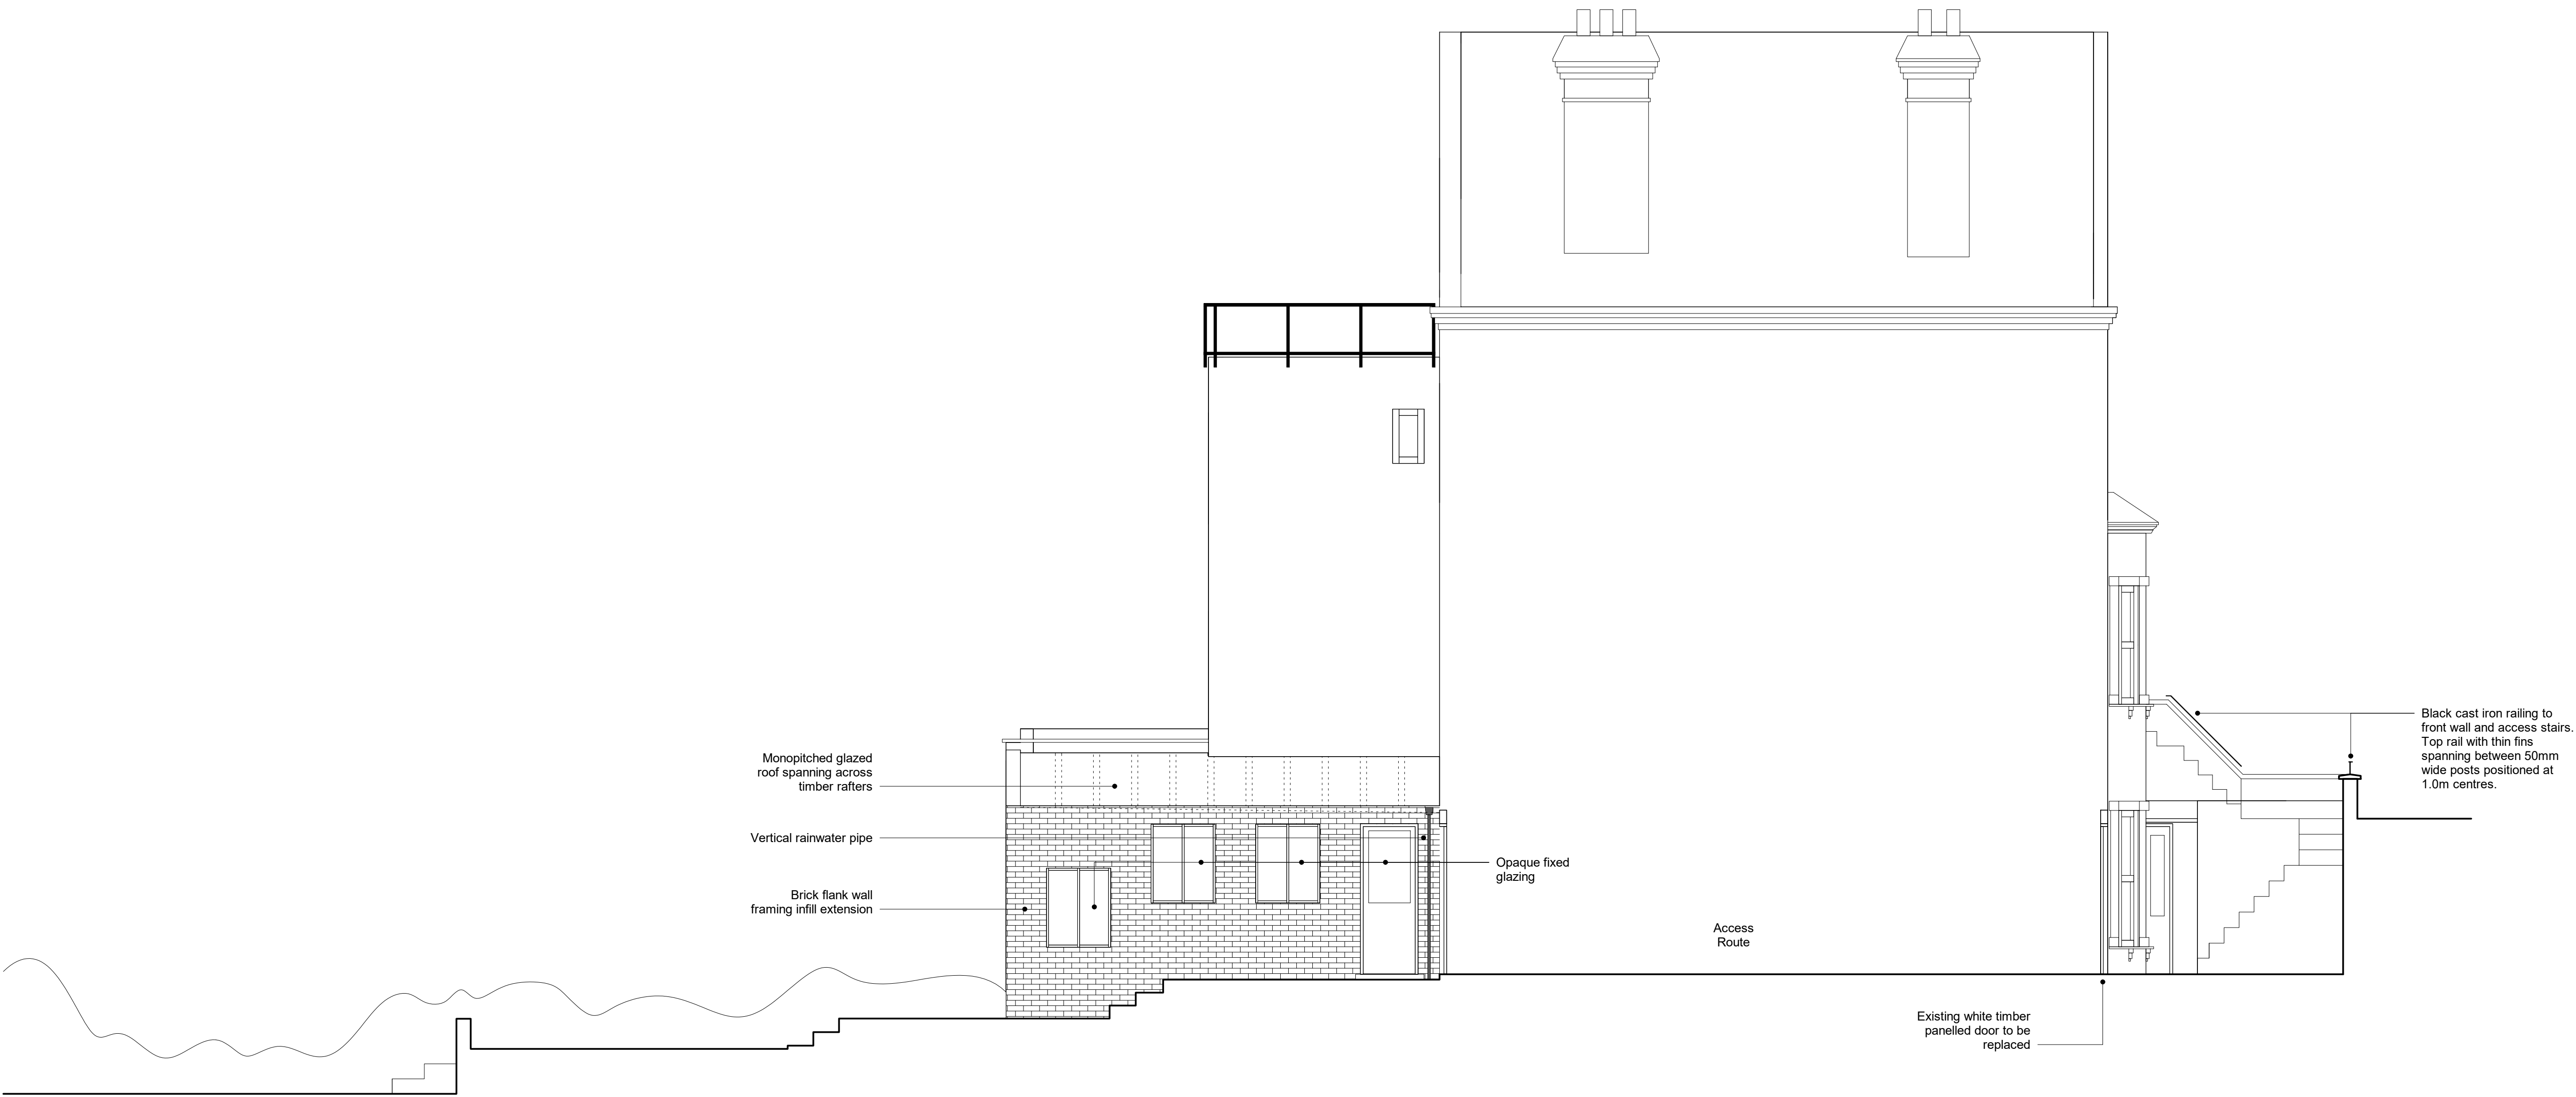 Monopitched glazed
roof spanning across
timber rafters
Vertical rainwater pipe
Brick flank wall
framing infill extension
Opaque fixed
glazing
Access
Route
Black cast iron railing to
front wall and access stairs.
Top rail with thin fins
spanning between 50mm
wide posts positioned at
1.0m centres.
Existing white timber
panelled door to be
replaced